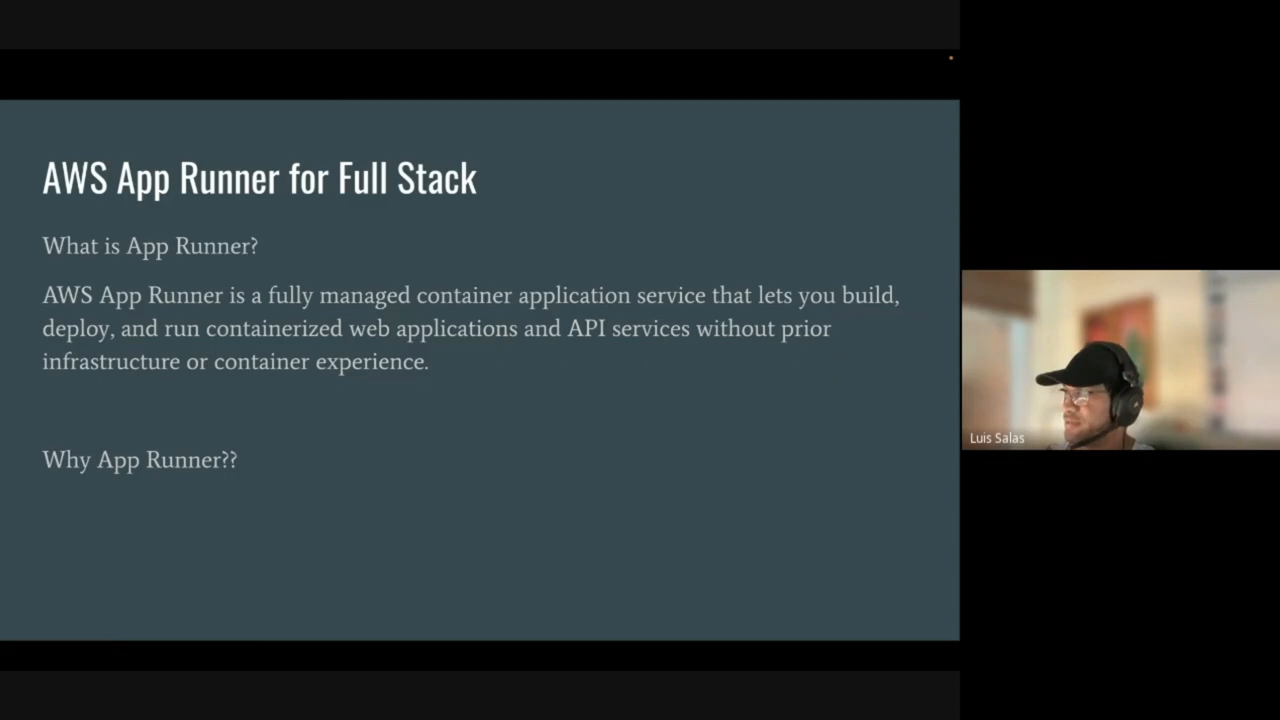 AWS App Runner for Full Stack
What is App Runner?
AWS App Runner is a fully managed container application service that lets you build,
deploy, and run containerized web applications and API services without prior
infrastructure or container experience.
Why App Runner??
Luis Salas